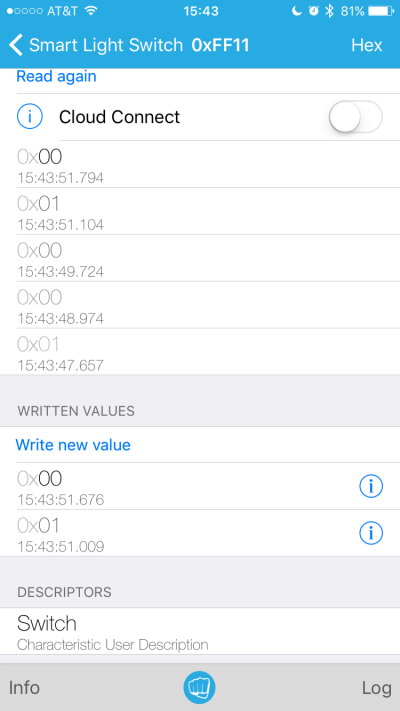 AT&T 15:43 81%
Smart Light Switch 0xFF11 Hex
Read again
Cloud Connect
0x00
15:43:51.794
0x01
15:43:51.104
0x00
15:43:49.724
0x00
15:43:48.974
0x01
15:43:47.657
WRITTEN VALUES
Write new value
0x00
15:43:51.676
0x01
15:43:51.009
DESCRIPTORS
Switch
Characteristic User Description
Info Log